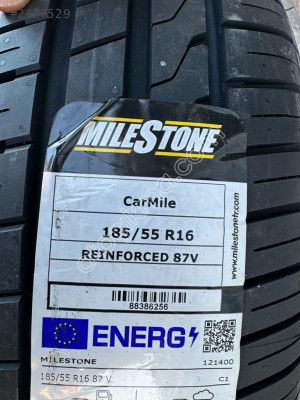 MILESTONE
CarMile
185/55 R16
REINFORCED 87V
www.milestonetr.com
88386256
ENERG
MILESTONE 121400
185/55 R16 87 V C1